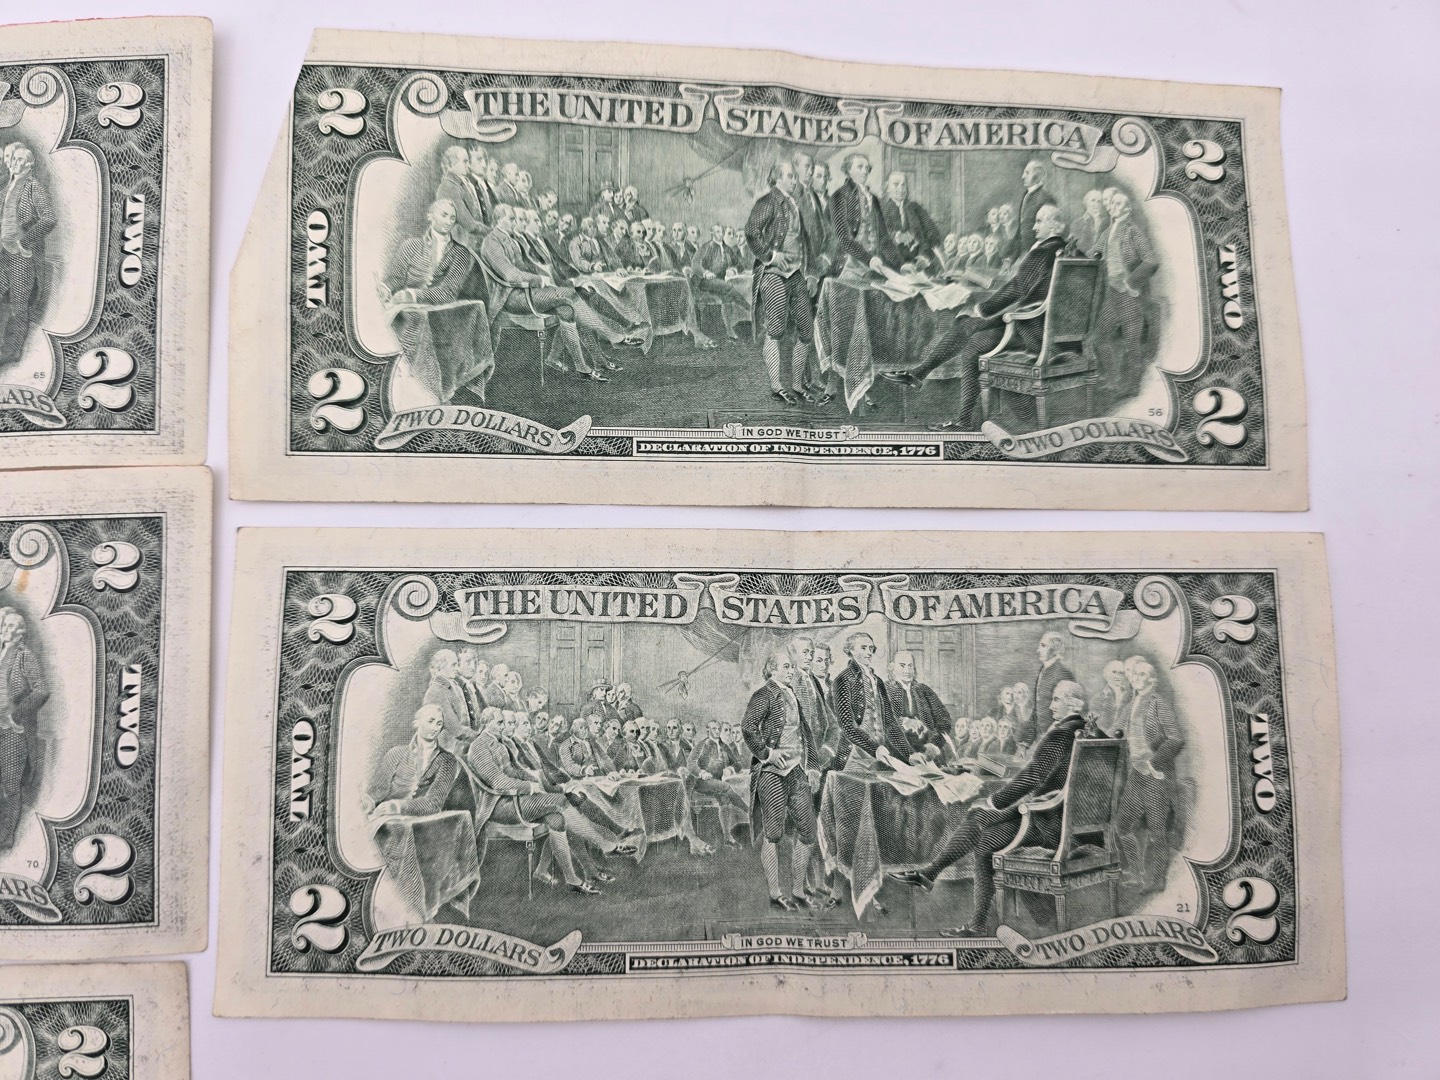 2
TWO
65
LARS
2
THE UNITED STATES OF AMERICA
2
2
TWO
TWO
56
2
TWO DOLLARS
IN GOD WE TRUST
TWO DOLLARS
2
DECLARATION OF INDEPENDENCE, 1776
2
TWO
70
ARS
2
THE UNITED STATES OF AMERICA
2
2
TWO
TWO
21
2
TWO DOLLARS
IN GOD WE TRUST
TWO DOLLARS
2
DECLARATION OF INDEPENDENCE, 1776
2